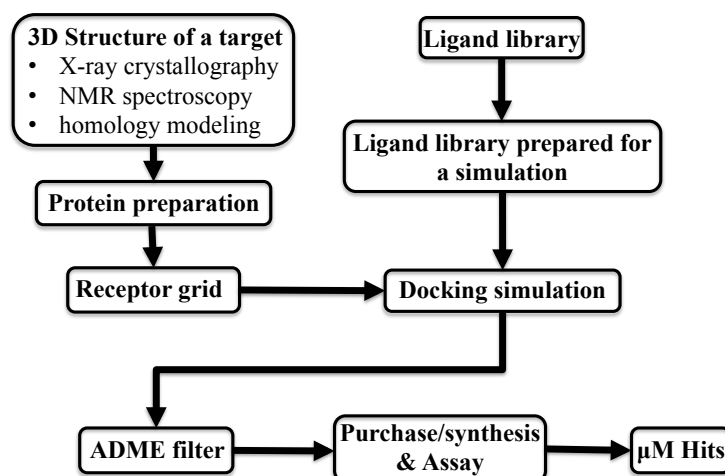 3D Structure of a target
• X-ray crystallography
• NMR spectroscopy
• homology modeling
Protein preparation
Receptor grid
Ligand library
Ligand library prepared for
a simulation
Docking simulation
ADME filter
Purchase/synthesis
& Assay
μM Hits